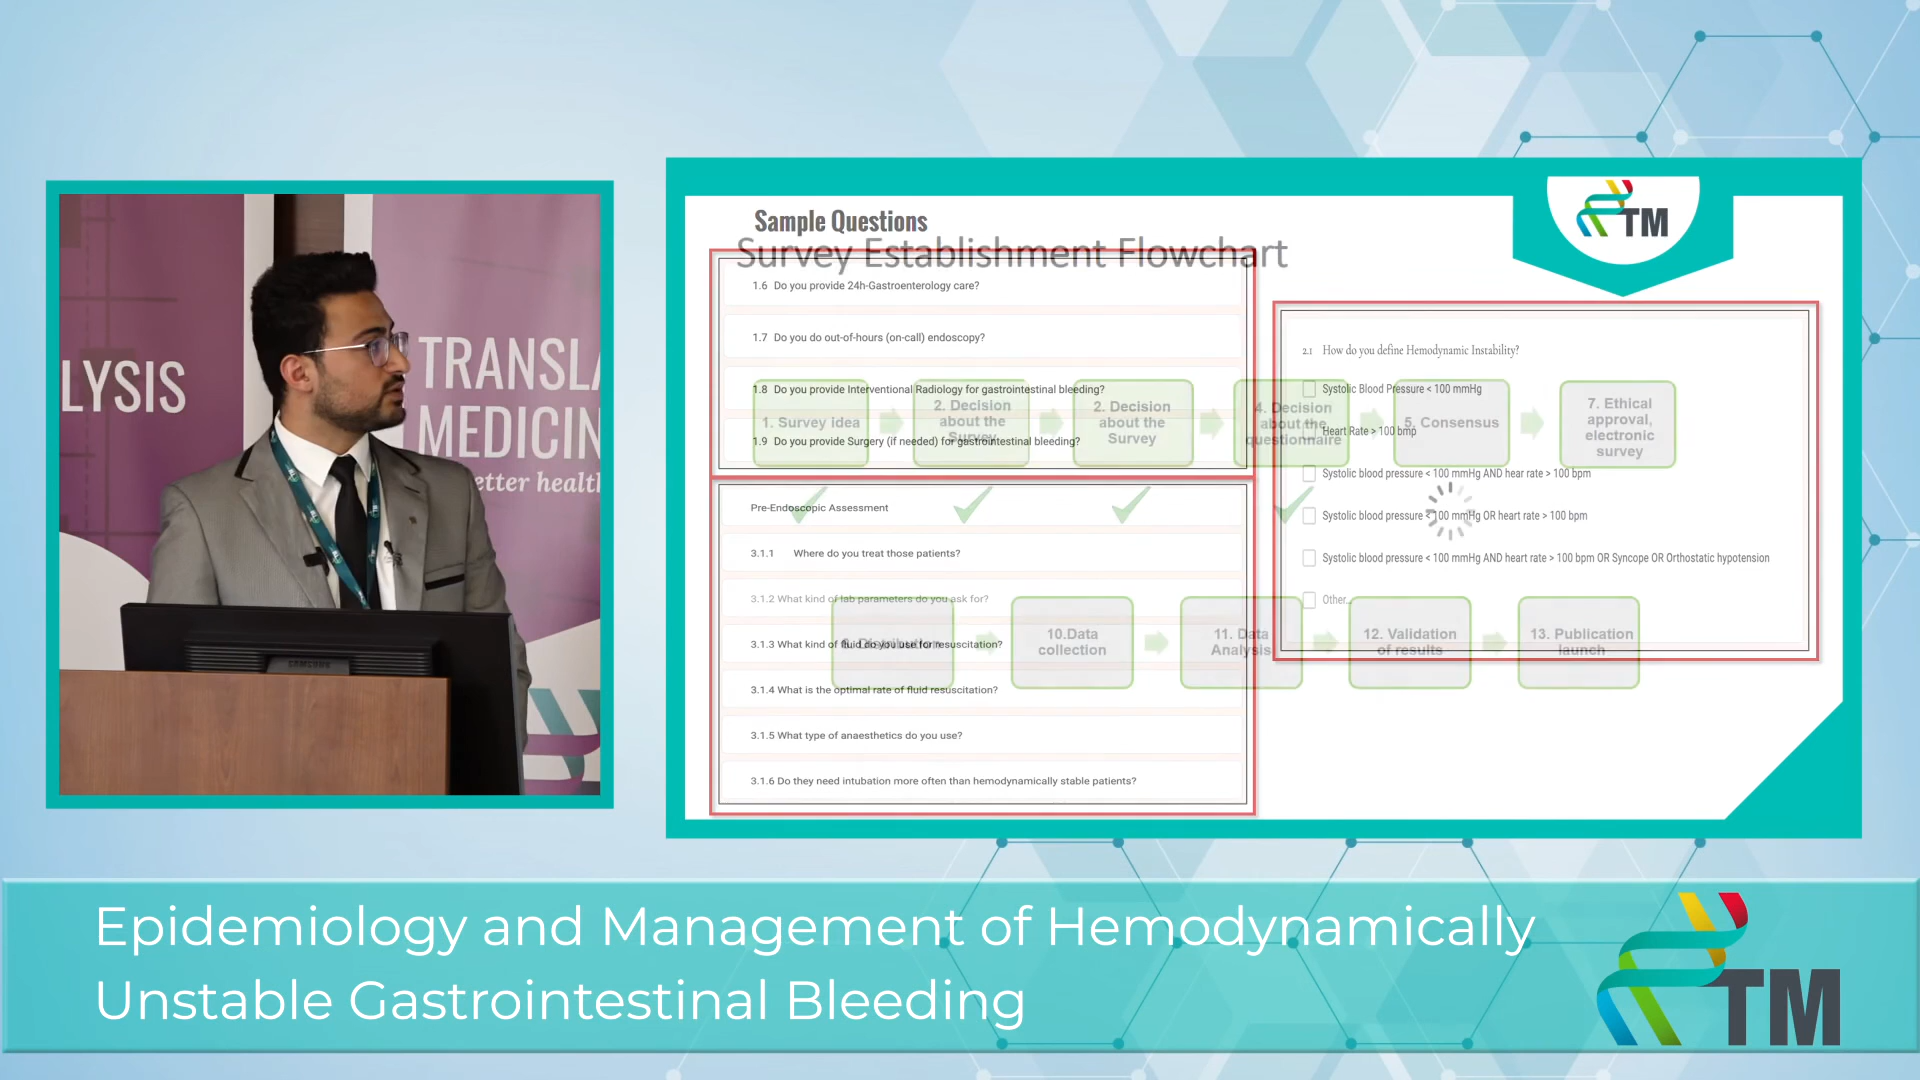 LYSIS
TRANSLA
MEDICIN
etter healt
SAMSUNG
TM
Sample Questions
Survey Establishment Flowchart
1.6 Do you provide 24h-Gastroenterology care?
1.7 Do you do out-of-hours (on-call) endoscopy?
1.8 Do you provide Interventional Radiology for gastrointestinal bleeding?
1.9 Do you provide Surgery (if needed) for gastrointestinal bleeding?
Pre-Endoscopic Assessment
3.1.1 Where do you treat those patients?
3.1.2 What kind of lab parameters do you ask for?
3.1.3 What kind of fluid do you use for resuscitation?
3.1.4 What is the optimal rate of fluid resuscitation?
3.1.5 What type of anaesthetics do you use?
3.1.6 Do they need intubation more often than hemodynamically stable patients?
2.1 How do you define Hemodynamic Instability?
Systolic Blood Pressure < 100 mmHg
Heart Rate > 100 bmp
Systolic blood pressure < 100 mmHg AND hear rate > 100 bpm
Systolic blood pressure < 100 mmHg OR heart rate > 100 bpm
Systolic blood pressure < 100 mmHg AND heart rate > 100 bpm OR Syncope OR Orthostatic hypotension
Other...
1. Survey idea
2. Decision
about the
Survey
2. Decision
about the
Survey
4. Decision
about the
questionnaire
5. Consensus
7. Ethical
approval,
electronic
survey
10.Data
collection
11. Data
Analysis
12. Validation
of results
13. Publication
launch
Epidemiology and Management of Hemodynamically
Unstable Gastrointestinal Bleeding
TM